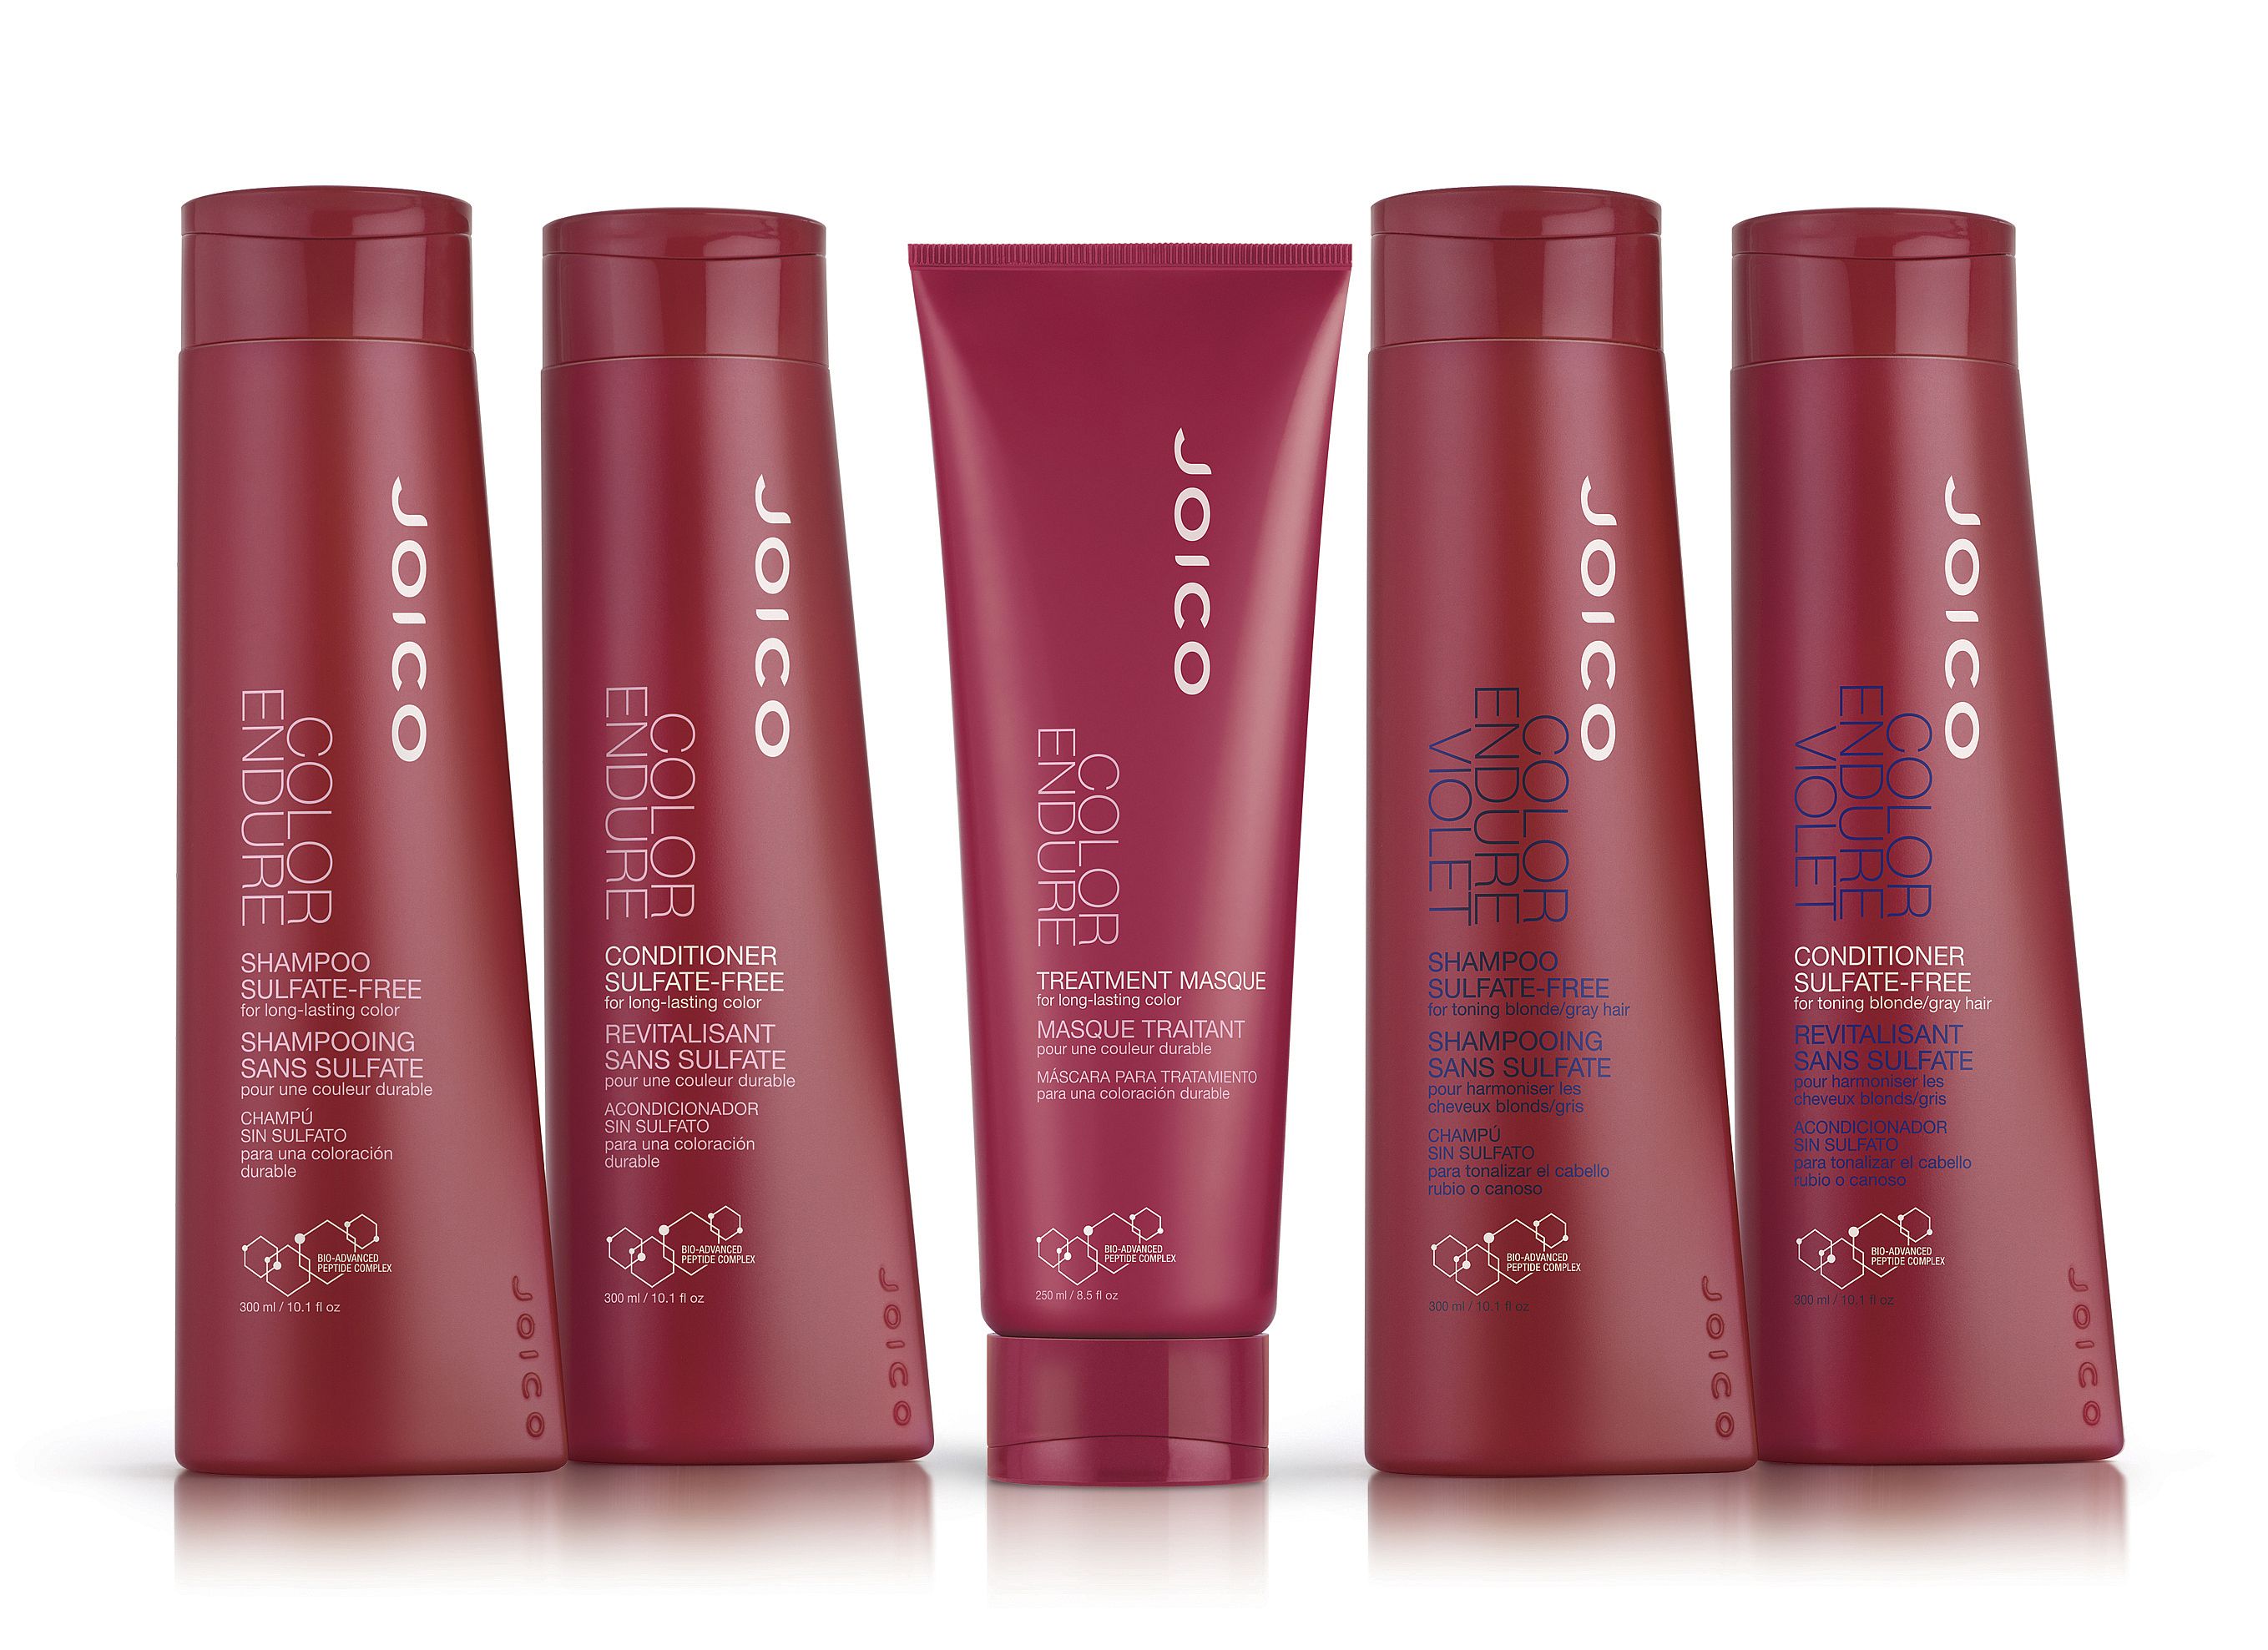 JOICO
COLOR
ENDURE
SHAMPOO
SULFATE-FREE
for long-lasting color
SHAMPOOING
SANS SULFATE
pour une couleur durable
CHAMPÚ
SIN SULFATO
para una coloración
durable
BIO-ADVANCED
PEPTIDE COMPLEX
300 ml / 10.1 fl oz
JOICO
JOICO
COLOR
ENDURE
CONDITIONER
SULFATE-FREE
for long-lasting color
REVITALISANT
SANS SULFATE
pour une couleur durable
ACONDICIONADOR
SIN SULFATO
para una coloración
durable
BIO-ADVANCED
PEPTIDE COMPLEX
300 ml / 10.1 fl oz
JOICO
JOICO
COLOR
ENDURE
TREATMENT MASQUE
for long-lasting color
MASQUE TRAITANT
pour une couleur durable
MÁSCARA PARA TRATAMIENTO
para una coloración durable
BIO-ADVANCED
PEPTIDE COMPLEX
250 ml / 8.5 fl oz
JOICO
COLOR
ENDURE
VIOLET
SHAMPOO
SULFATE-FREE
for toning blonde/gray hair
SHAMPOOING
SANS SULFATE
pour harmoniser les
cheveux blonds/gris
CHAMPÚ
SIN SULFATO
para tonalizar el cabello
rubio o canoso
BIO-ADVANCED
PEPTIDE COMPLEX
300 ml / 10.1 fl oz
JOICO
JOICO
COLOR
ENDURE
VIOLET
CONDITIONER
SULFATE-FREE
for toning blonde/gray hair
REVITALISANT
SANS SULFATE
pour harmoniser les
cheveux blonds/gris
ACONDICIONADOR
SIN SULFATO
para tonalizar el cabello
rubio o canoso
BIO-ADVANCED
PEPTIDE COMPLEX
300 ml / 10.1 fl oz
JOICO